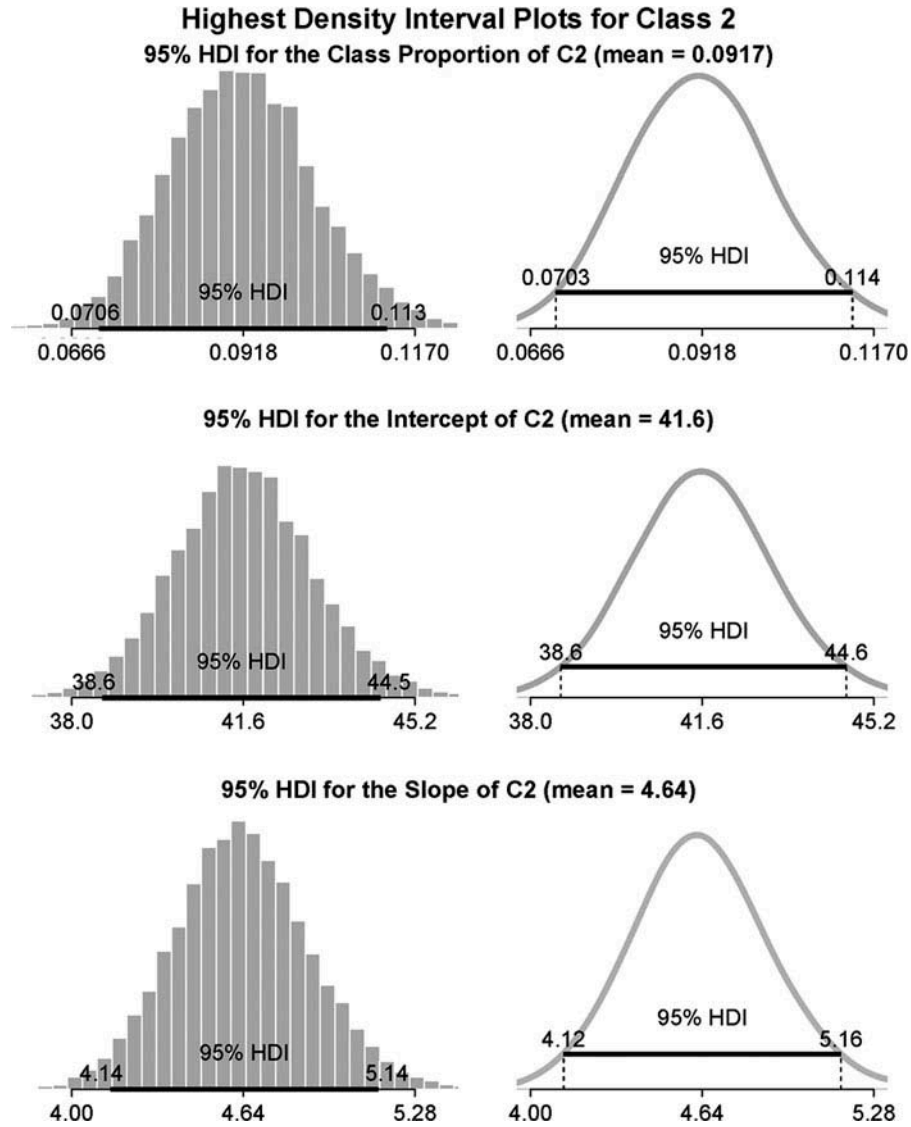 Highest Density Interval Plots for Class 2
95% HDI for the Class Proportion of C2 (mean = 0.0917)
95% HDI
0.0706 0.113
0.0666 0.0918 0.1170
95% HDI
0.0703 0.114
0.0666 0.0918 0.1170
95% HDI for the Intercept of C2 (mean = 41.6)
95% HDI
38.6 44.5
38.0 41.6 45.2
95% HDI
38.6 44.6
38.0 41.6 45.2
95% HDI for the Slope of C2 (mean = 4.64)
95% HDI
4.14 5.14
4.00 4.64 5.28
95% HDI
4.12 5.16
4.00 4.64 5.28